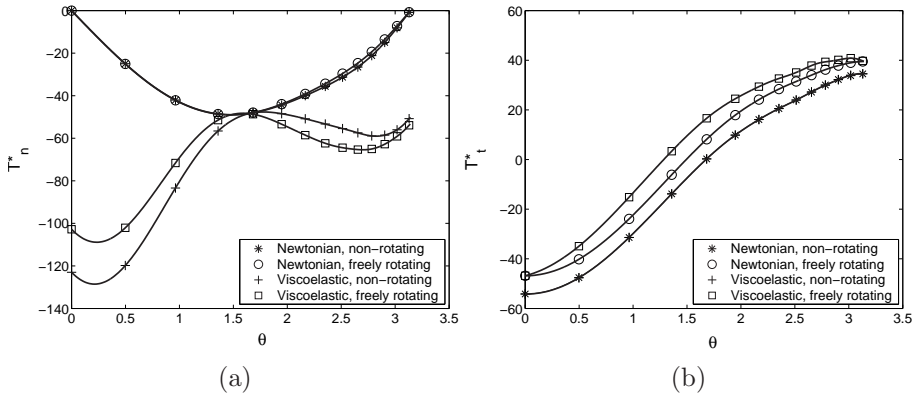 0
−20
−40
−60
−80
−100
−120
−140
T*n
0 0.5 1 1.5 2 2.5 3 3.5
θ
Newtonian, non−rotating
Newtonian, freely rotating
Viscoelastic, non−rotating
Viscoelastic, freely rotating
(a)
60
40
20
0
−20
−40
−60
T*t
0 0.5 1 1.5 2 2.5 3 3.5
θ
Newtonian, non−rotating
Newtonian, freely rotating
Viscoelastic, non−rotating
Viscoelastic, freely rotating
(b)